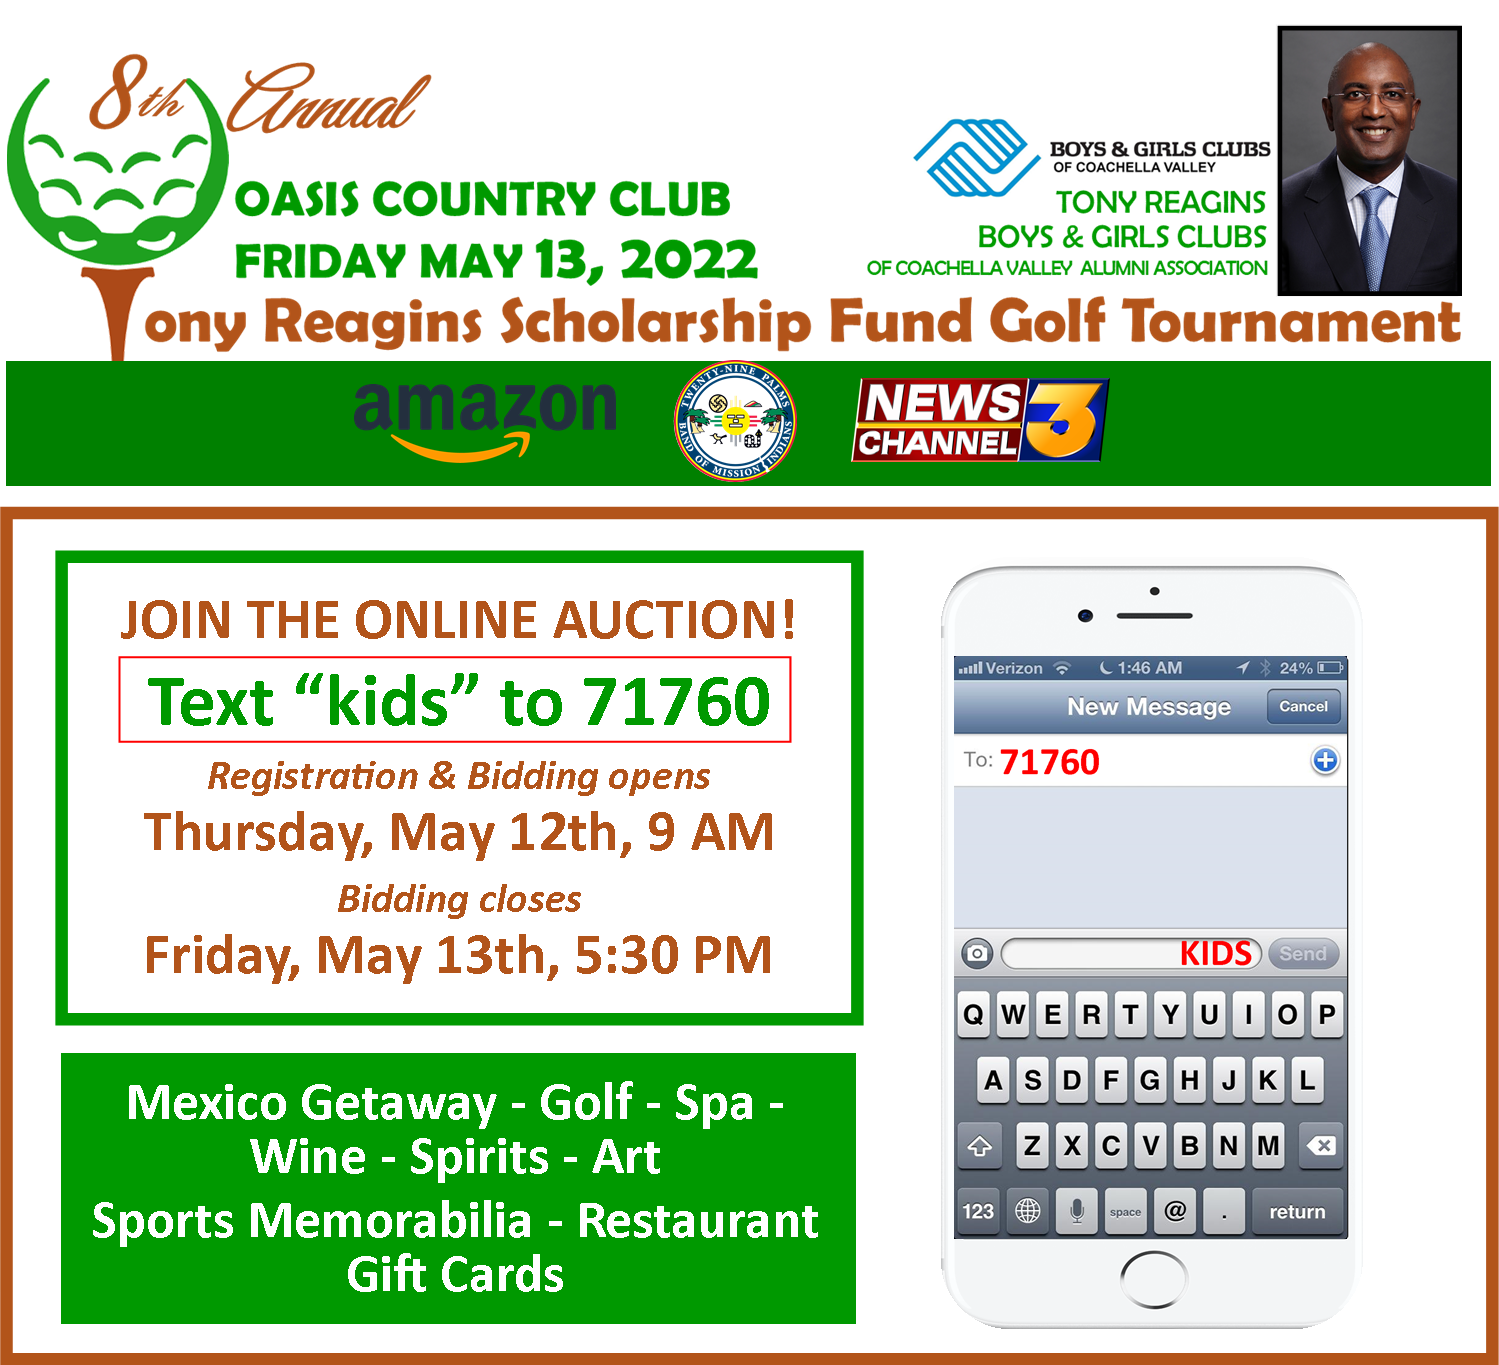 8th Annual
OASIS COUNTRY CLUB
FRIDAY MAY 13, 2022
BOYS & GIRLS CLUBS
OF COACHELLA VALLEY
TONY REAGINS
BOYS & GIRLS CLUBS
OF COACHELLA VALLEY ALUMNI ASSOCIATION
Tony Reagins Scholarship Fund Golf Tournament
amazon
TWENTY-NINE PALMS
BAND OF MISSION INDIANS
NEWS
CHANNEL 3
JOIN THE ONLINE AUCTION!
Text “kids” to 71760
Registration & Bidding opens
Thursday, May 12th, 9 AM
Bidding closes
Friday, May 13th, 5:30 PM
Mexico Getaway - Golf - Spa -
Wine - Spirits - Art
Sports Memorabilia - Restaurant
Gift Cards
Verizon 1:46 AM 24%
New Message Cancel
To: 71760
KIDS Send
Q W E R T Y U I O P
A S D F G H J K L
Z X C V B N M
123 space @ . return